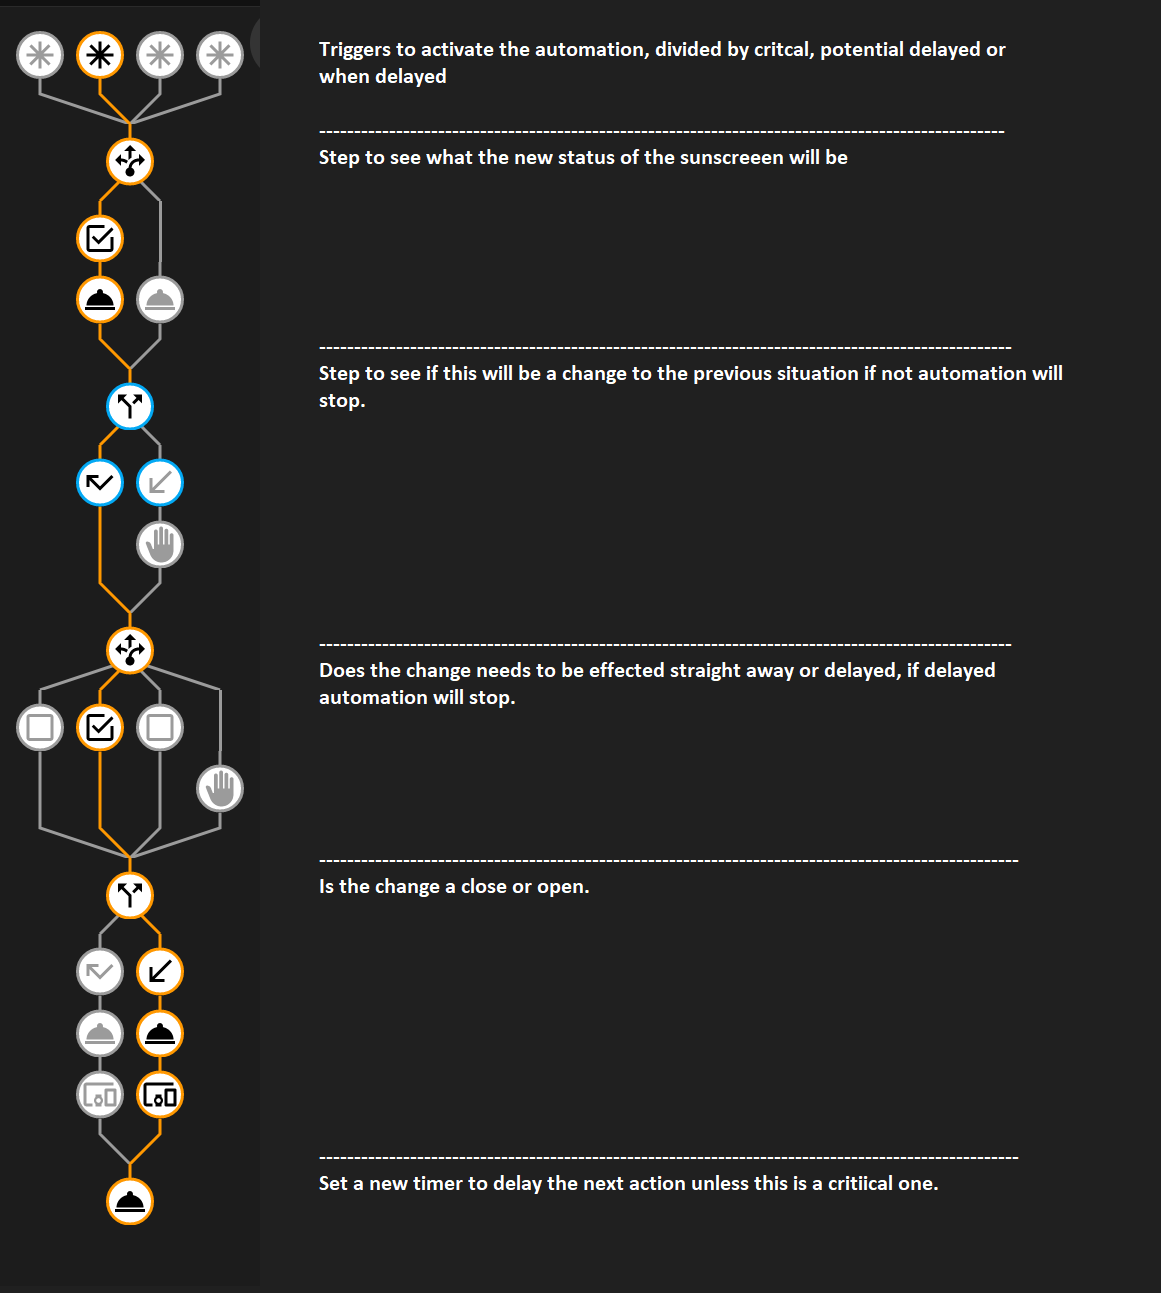 Triggers to activate the automation, divided by critcal, potential delayed or
when delayed
--------------------------------------------------------------------------------------------------
Step to see what the new status of the sunscreeen will be
---------------------------------------------------------------------------------------------------
Step to see if this will be a change to the previous situation if not automation will
stop.
---------------------------------------------------------------------------------------------------
Does the change needs to be effected straight away or delayed, if delayed
automation will stop.
----------------------------------------------------------------------------------------------------
Is the change a close or open.
----------------------------------------------------------------------------------------------------
Set a new timer to delay the next action unless this is a critiical one.